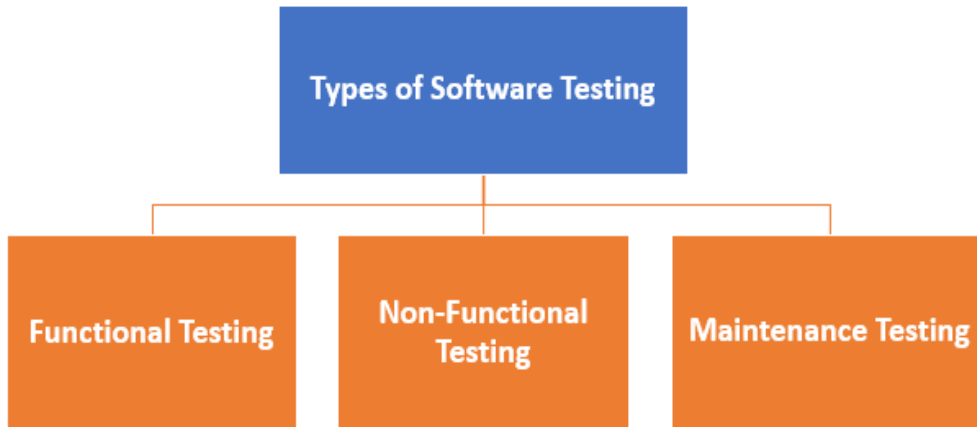 Types of Software Testing
Functional Testing
Non-Functional
Testing
Maintenance Testing